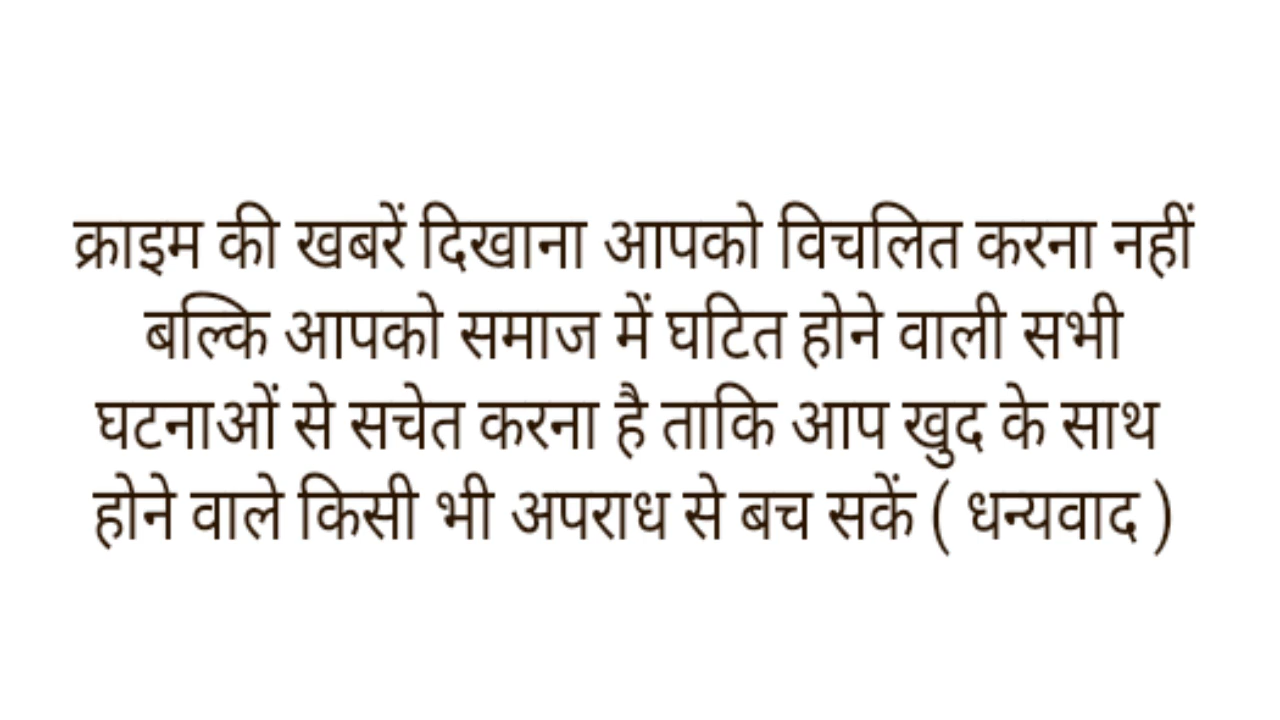 क्राइम की खबरें दिखाना आपको विचलित करना नहीं
बल्कि आपको समाज में घटित होने वाली सभी
घटनाओं से सचेत करना है ताकि आप खुद के साथ
होने वाले किसी भी अपराध से बच सकें ( धन्यवाद )